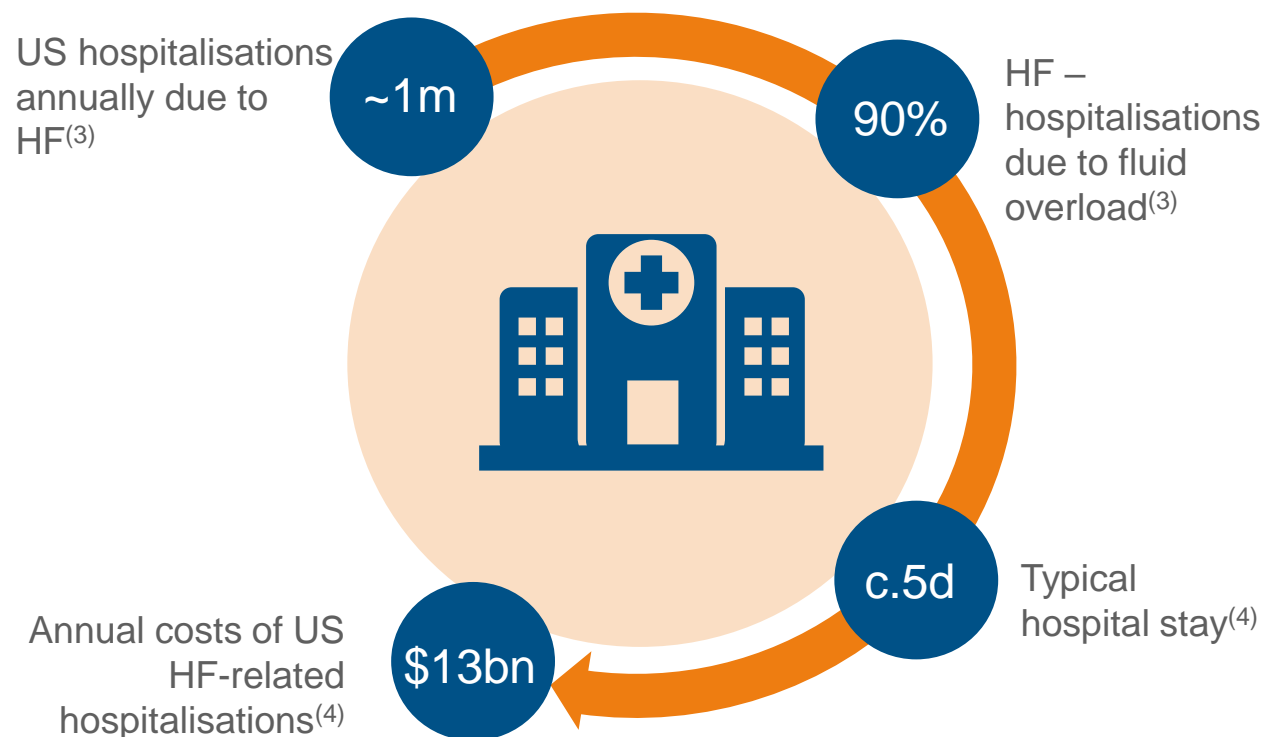 US hospitalisations
annually due to
HF(3)
~1m
90%
HF –
hospitalisations
due to fluid
overload(3)
c.5d
Typical
hospital stay(4)
$13bn
Annual costs of US
HF-related
hospitalisations(4)